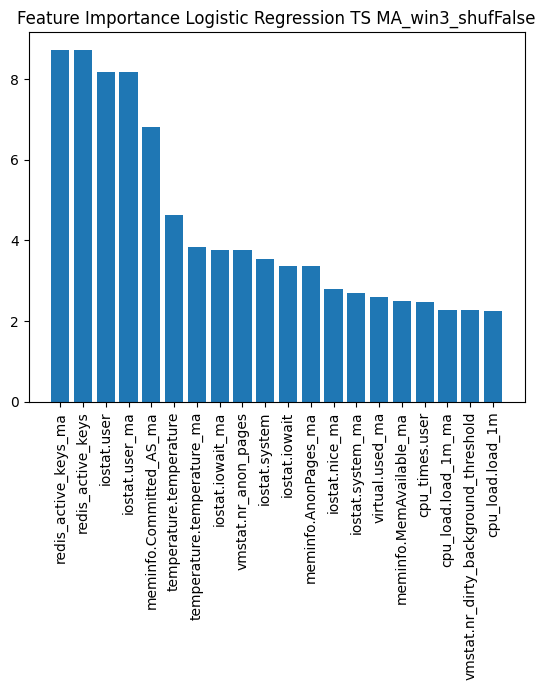 Feature Importance Logistic Regression TS MA_win3_shufFalse
8
6
4
2
0
redis_active_keys_ma
redis_active_keys
iostat.user
iostat.user_ma
meminfo.Committed_AS_ma
temperature.temperature
temperature.temperature_ma
iostat.iowait_ma
vmstat.nr_anon_pages
iostat.system
iostat.iowait
meminfo.AnonPages_ma
iostat.nice_ma
iostat.system_ma
virtual.used_ma
meminfo.MemAvailable_ma
cpu_times.user
cpu_load.load_1m_ma
vmstat.nr_dirty_background_threshold
cpu_load.load_1m